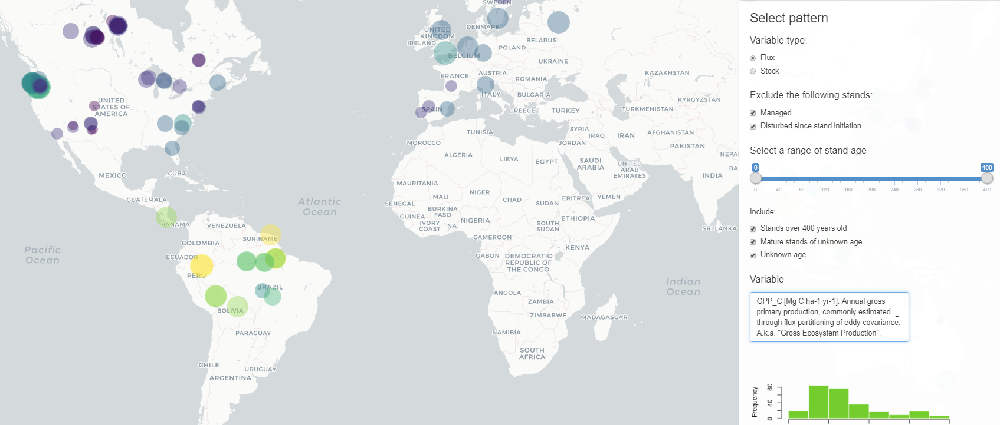 SWEDEN
DENMARK
UNITED
KINGDOM
IRELAND
BELARUS
POLAND
BELGIUM
UKRAINE
KAZAKHSTAN
AUSTRIA
FRANCE
ROMANIA
ITALY
BULGARIA
KYRGYZSTAN
UNITED
STATES OF
AMERICA
SPAIN
GREECE
TURKEY
TURKMENISTAN
TUNISIA
SYRIA
IRAQ
IRAN
AFGHANISTAN
MOROCCO
JORDAN
PAKISTAN
ALGERIA
LIBYA
EGYPT
SAUDI
ARABIA
UNITED
ARAB
EMIRATES
NEPA
BA
INDIA
MEXICO
CUBA
MAURITANIA
MALI
NIGER
CHAD
SUDAN
ERITREA
YEMEN
GUATEMALA
Atlantic
Ocean
SENEGAL
GUINEA
BURKINA
FASO
IVORY
COAST
NA
NIGERIA
SOUTH
SUDAN
ETHIOPIA
SRI LANKA
PANAMA
VENEZUELA
CAMEROON
COLOMBIA
SURINAME
KENYA
Pacific
Ocean
ECUADOR
GABON
DEMOCRATIC
REPUBLIC OF
THE CONGO
PERU
BRAZIL
Indian
Ocean
ANGOLA
ZAMBIA
BOLIVIA
ZIMBABWE
MADAGASCAR
PARAGUAY
NAMIBIA
SOUTH
AFRICA
CHILE
URUGUAY
ARGENTINA
Select pattern
Variable type:
Flux
Stock
Exclude the following stands:
Managed
Disturbed since stand initiation
Select a range of stand age
0
400
0 40 80 120 160 200 240 280 320 360 400
Include:
Stands over 400 years old
Mature stands of unknown age
Unknown age
Variable
GPP_C [Mg C ha-1 yr-1]: Annual gross
primary production, commonly estimated
through flux partitioning of eddy covariance.
A.k.a. "Gross Ecosystem Production".
Frequency
80
40
0